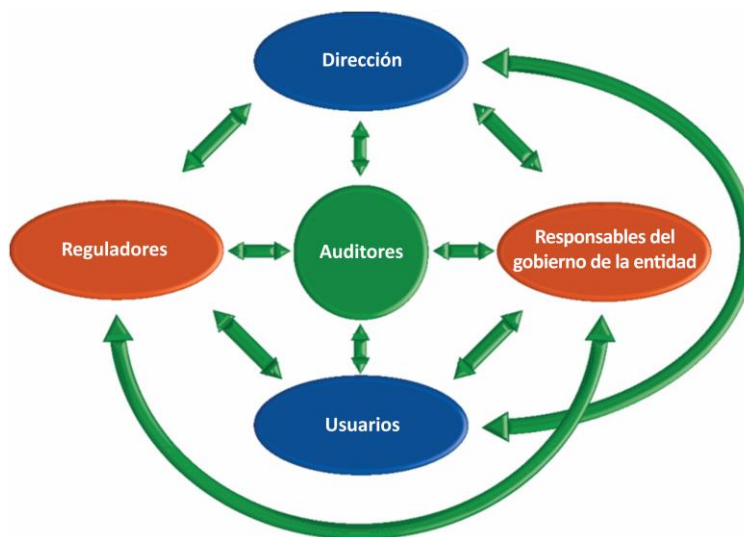 Dirección
Reguladores
Auditores
Responsables del
gobierno de la entidad
Usuarios